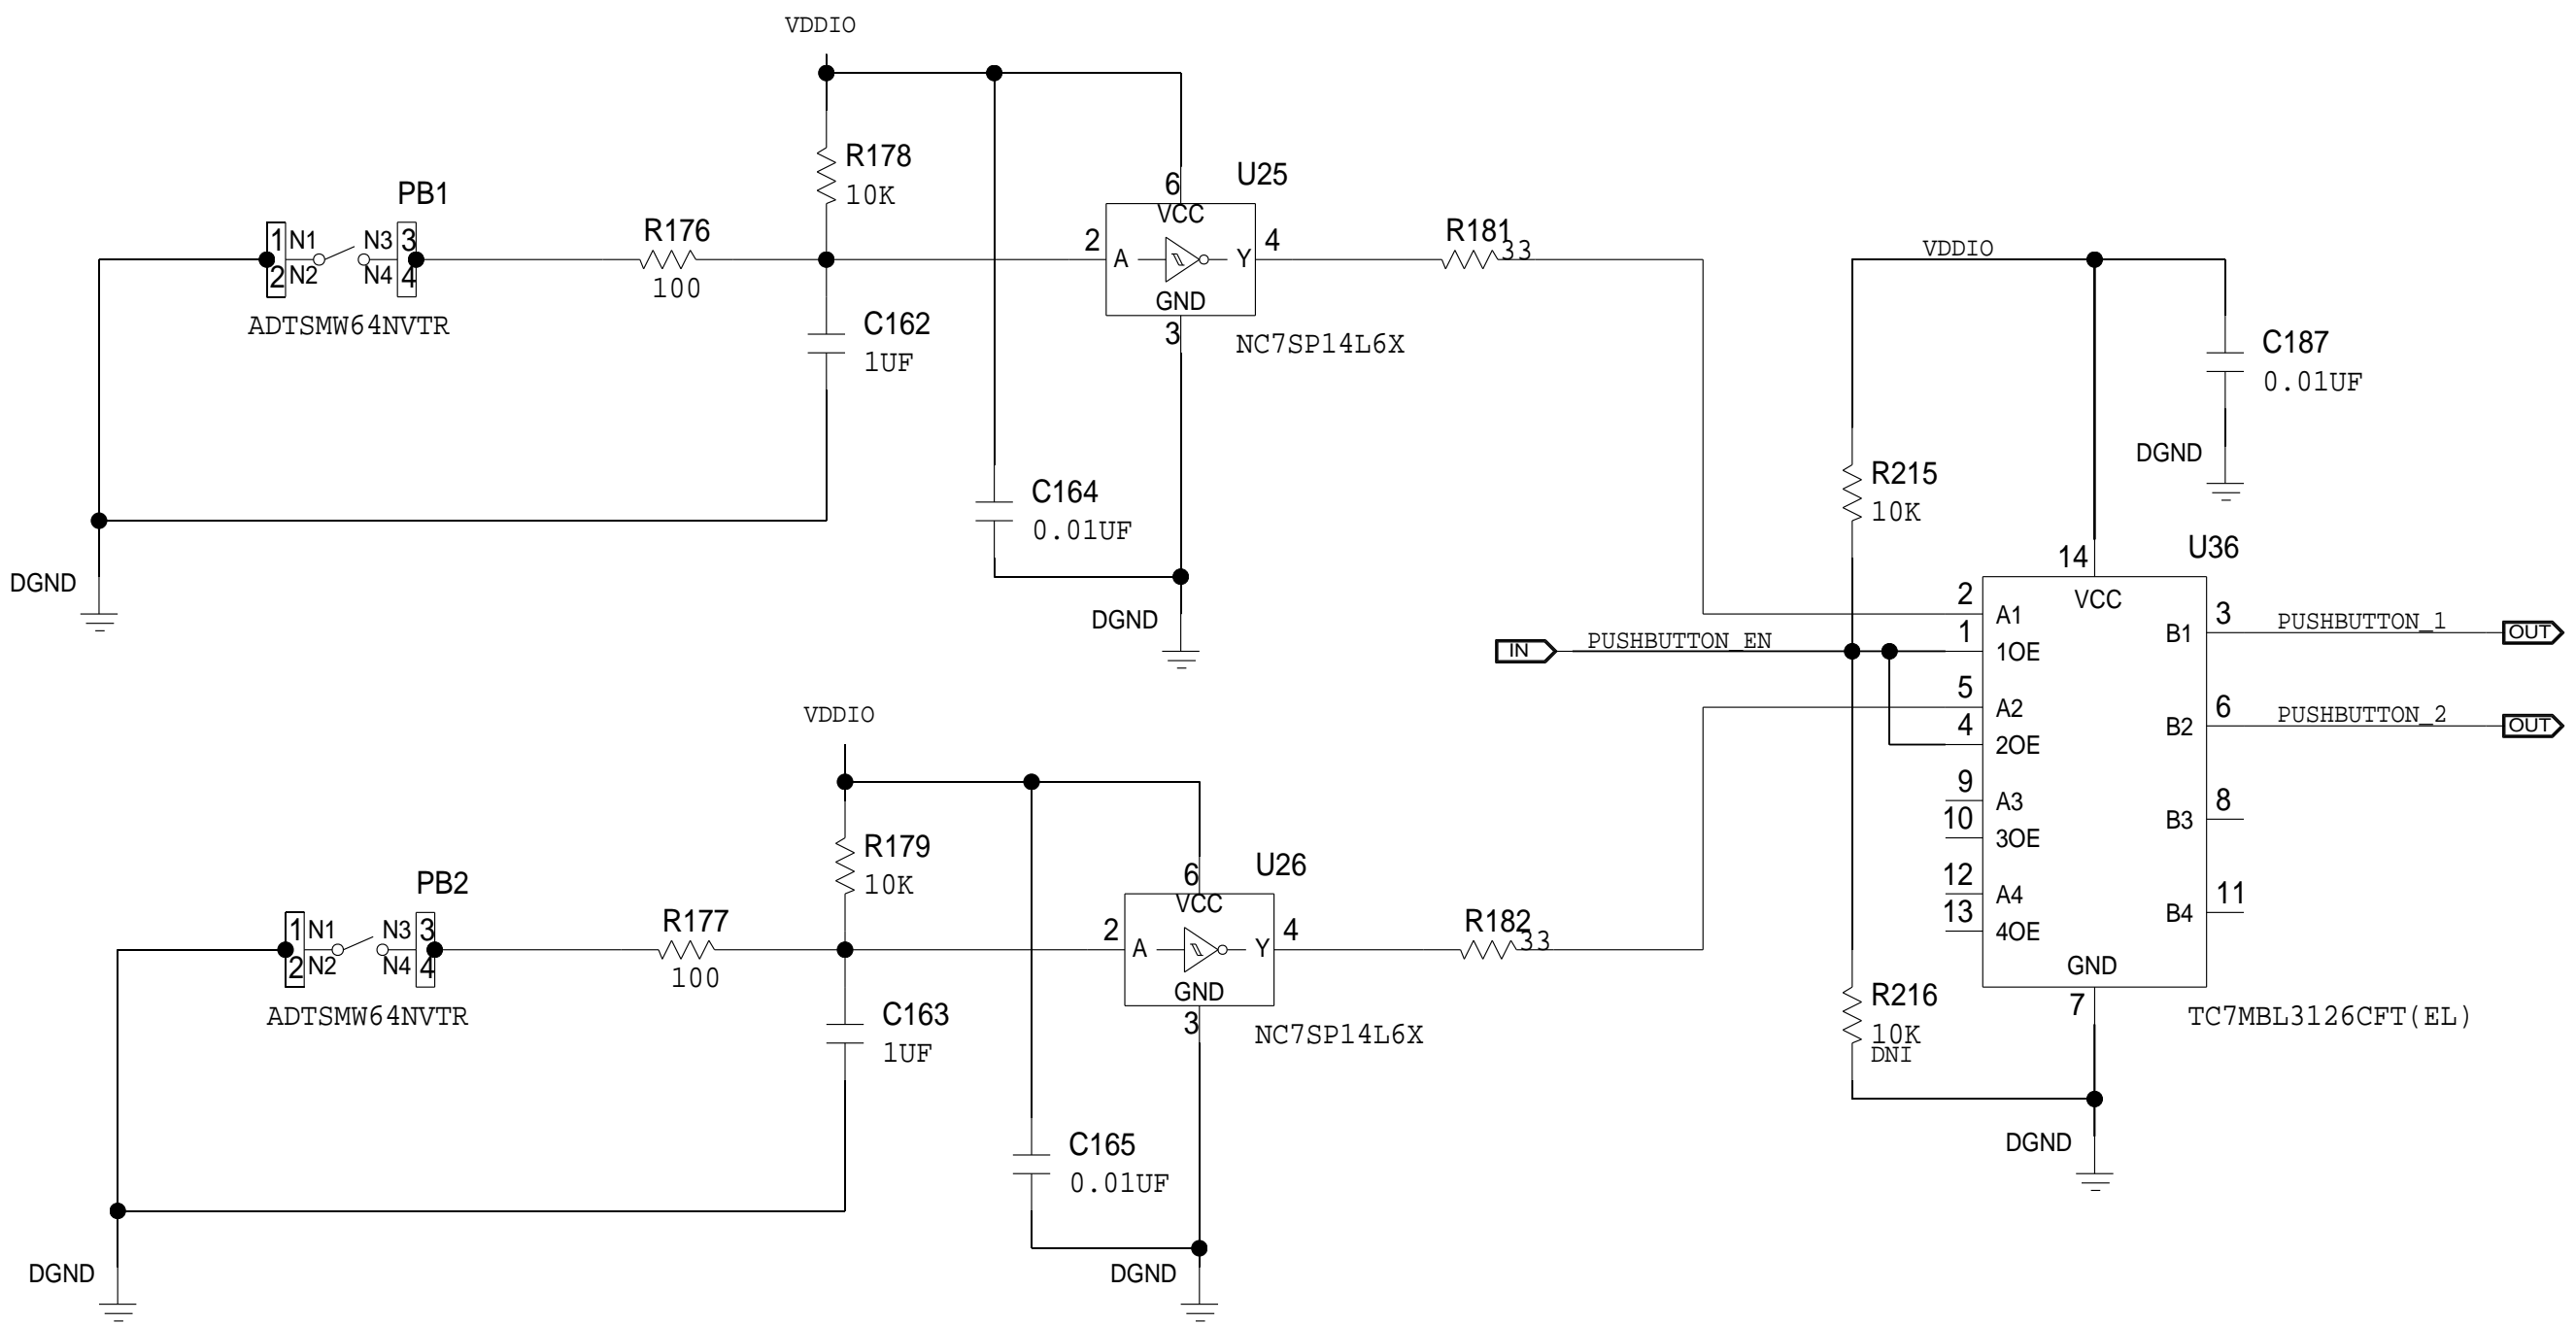 VDDIO
R178
10K
PB1
1 N1 N3 3
2 N2 N4 4
ADTSMW64NVTR
R176
100
C162
1UF
U25
6
VCC
2 A Y 4
GND
3
NC7SP14L6X
R181 33
C164
0.01UF
DGND
DGND
VDDIO
C187
0.01UF
DGND
R215
10K
U36
14
VCC
2 A1
1 1OE
5 A2
4 2OE
9 A3
10 3OE
12 A4
13 4OE
B1 3
B2 6
B3 8
B4 11
GND
7
TC7MBL3126CFT(EL)
IN PUSHBUTTON_EN
PUSHBUTTON_1 OUT
PUSHBUTTON_2 OUT
R216
10K
DNI
DGND
VDDIO
R179
10K
PB2
1 N1 N3 3
2 N2 N4 4
ADTSMW64NVTR
R177
100
C163
1UF
U26
6
VCC
2 A Y 4
GND
3
NC7SP14L6X
R182 33
C165
0.01UF
DGND
DGND